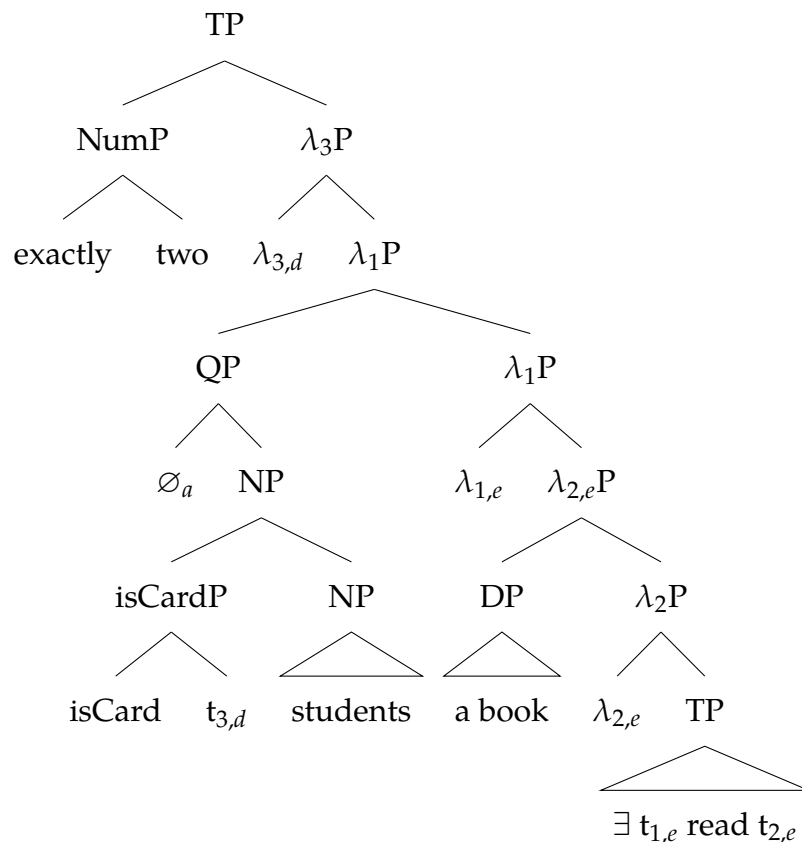 TP
NumP λ₃P
exactly two λ₃,d λ₁P
QP λ₁P
∅ₐ NP λ₁,ₑ λ₂,ₑP
isCardP NP DP λ₂P
isCard t₃,d students a book λ₂,ₑ TP
∃ t₁,ₑ read t₂,ₑ